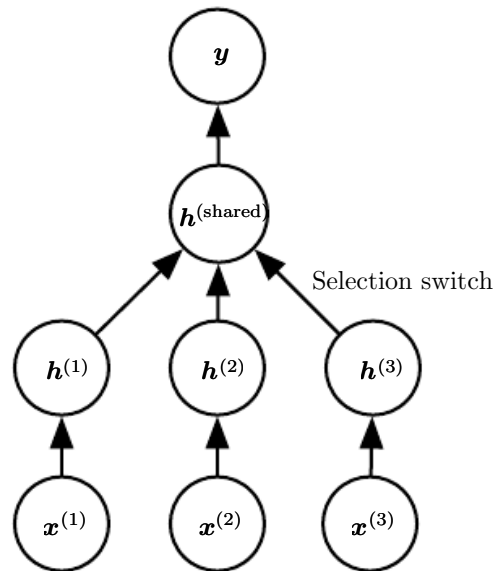 y
h(shared)
Selection switch
h(1) h(2) h(3)
x(1) x(2) x(3)